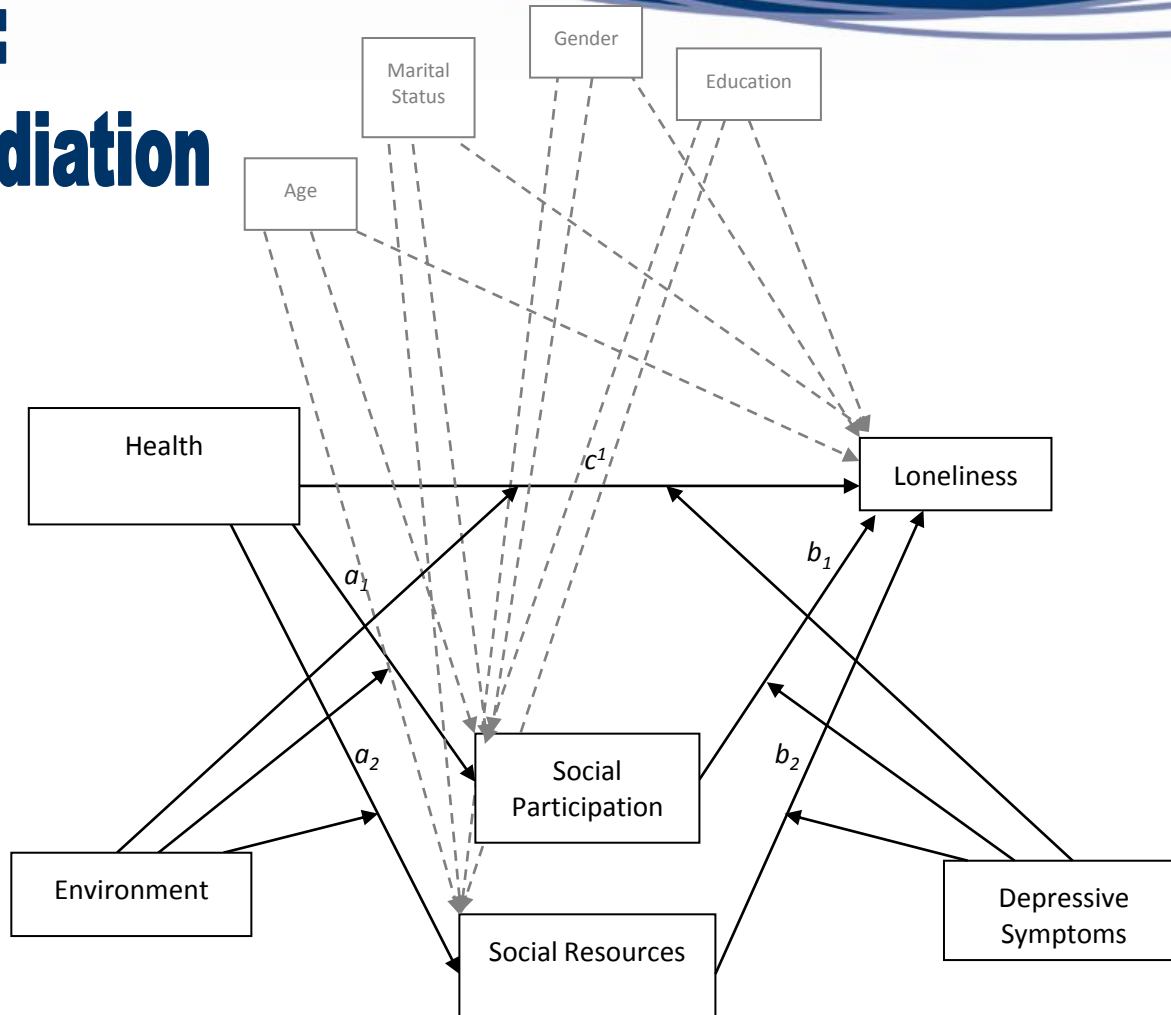 :
diation
Gender
Marital
Status
Education
Age
Health
c¹
Loneliness
b₁
a₁
a₂
b₂
Social
Participation
Environment
Depressive
Symptoms
Social Resources